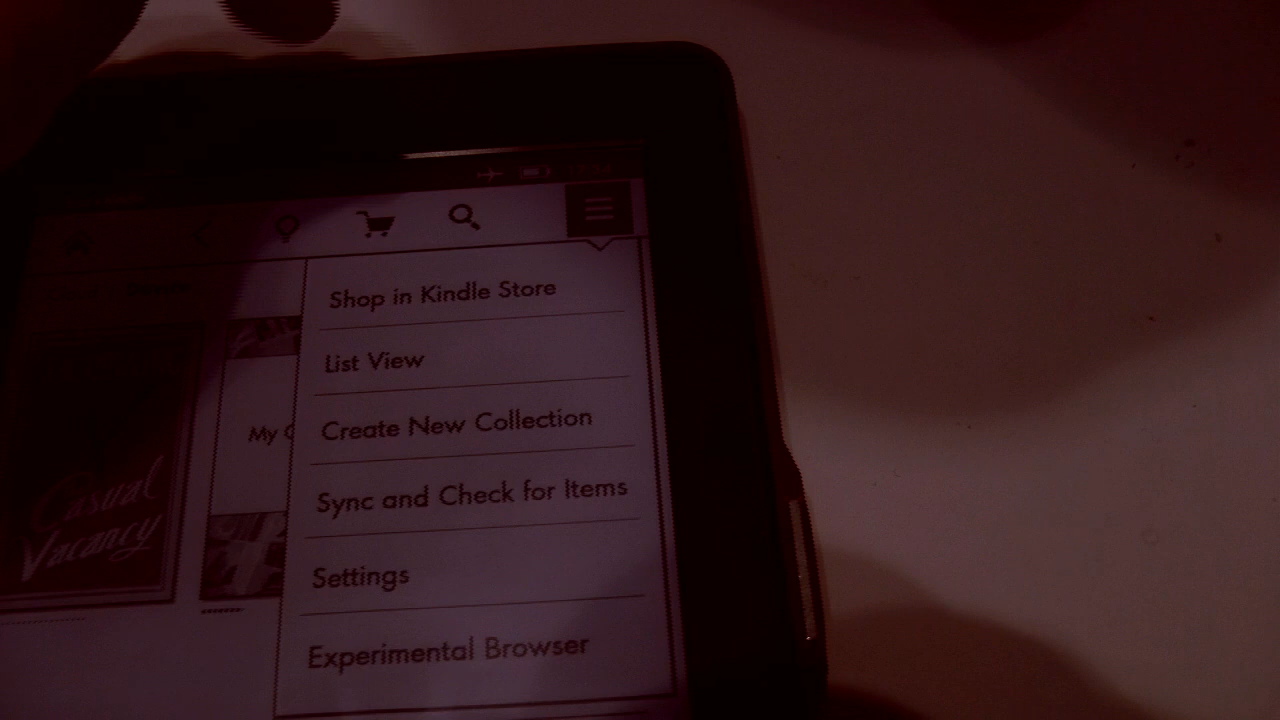 Shop in Kindle Store
List View
Create New Collection
My
Sync and Check for Items
Casual
Vacancy
Settings
Experimental Browser